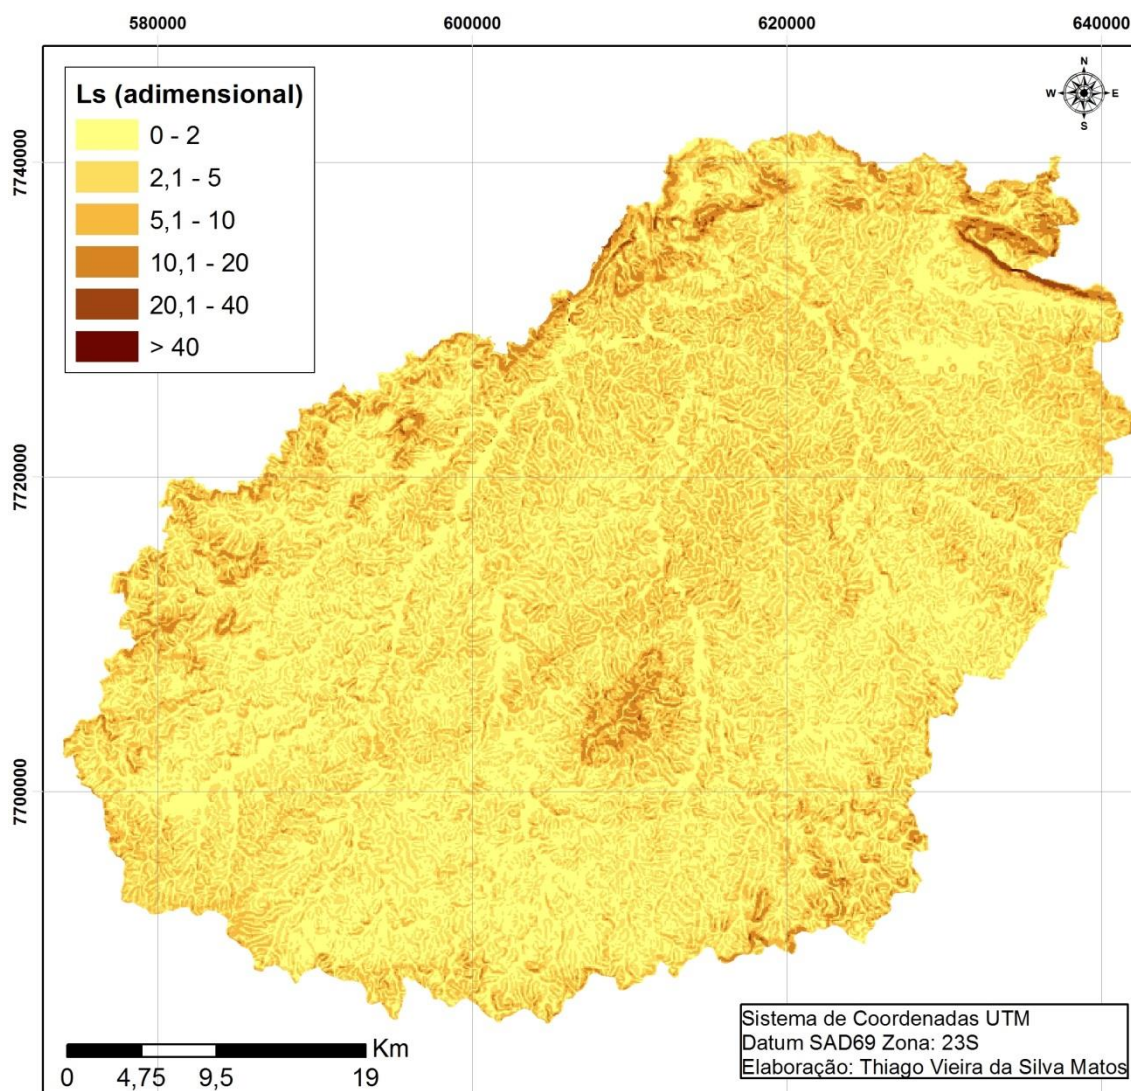 580000 600000 620000 640000
Ls (adimensional)
0 - 2
2,1 - 5
5,1 - 10
10,1 - 20
20,1 - 40
> 40
N
W E
S
7740000
7720000
7700000
Km
0 4,75 9,5 19
Sistema de Coordenadas UTM
Datum SAD69 Zona: 23S
Elaboração: Thiago Vieira da Silva Matos